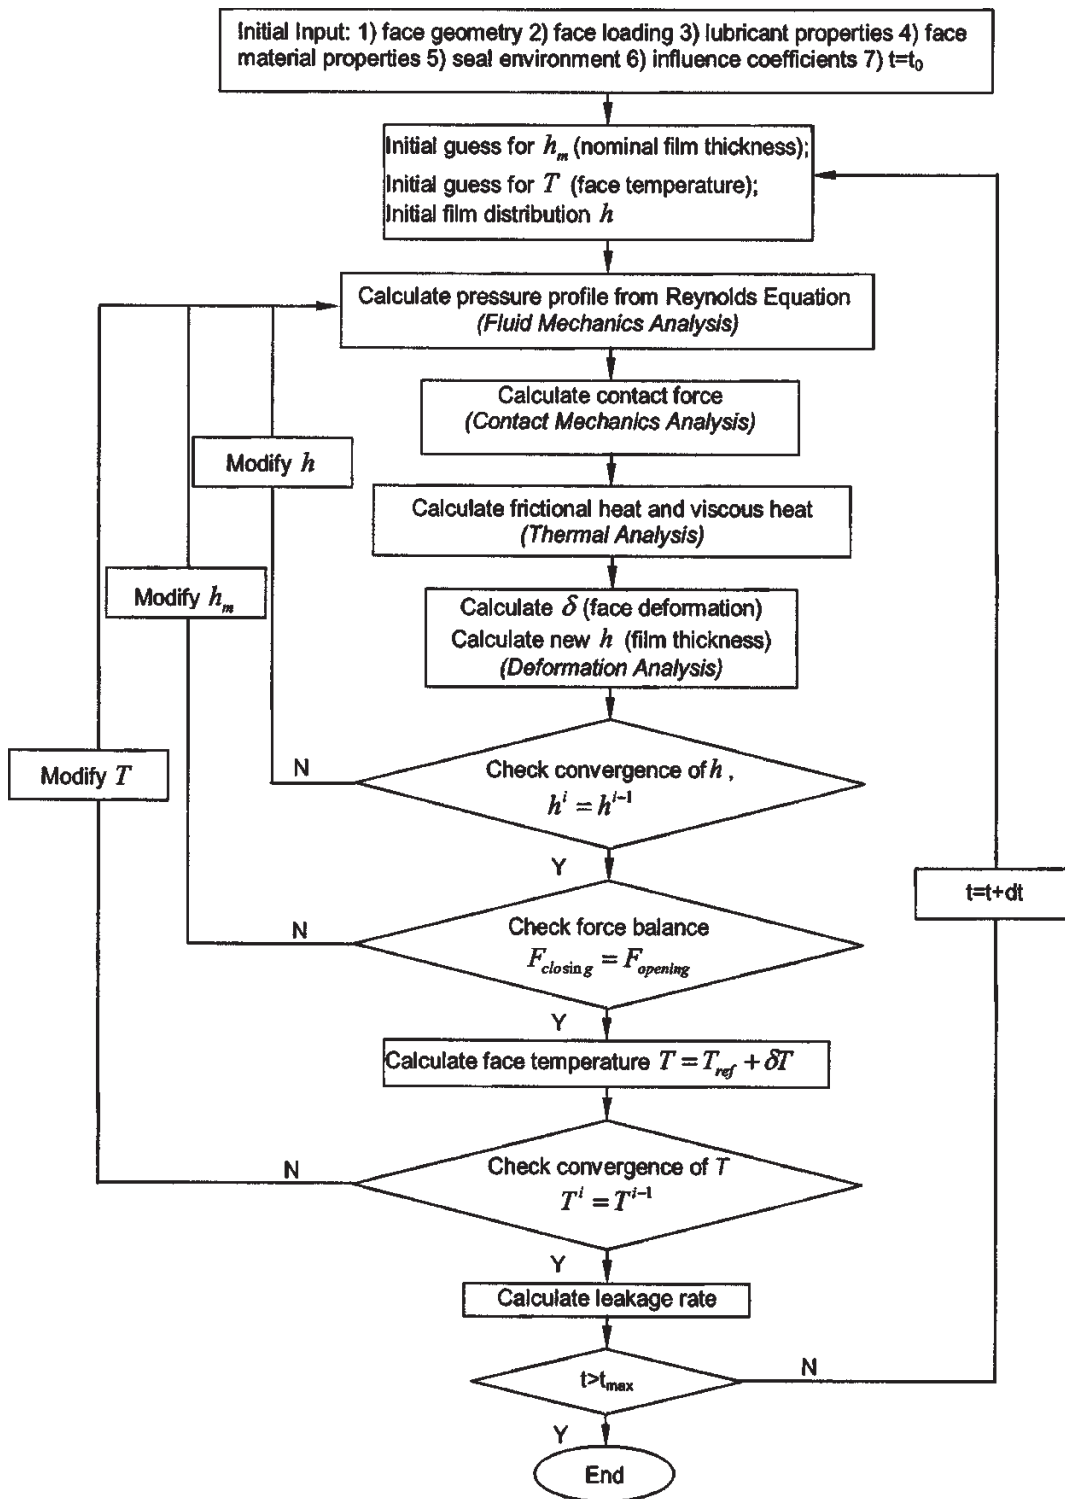 Initial Input: 1) face geometry 2) face loading 3) lubricant properties 4) face
material properties 5) seal environment 6) influence coefficients 7) t=t₀
Initial guess for hₘ (nominal film thickness);
Initial guess for T (face temperature);
Initial film distribution h
Calculate pressure profile from Reynolds Equation
(Fluid Mechanics Analysis)
Calculate contact force
(Contact Mechanics Analysis)
Modify h
Calculate frictional heat and viscous heat
(Thermal Analysis)
Modify hₘ
Calculate δ (face deformation)
Calculate new h (film thickness)
(Deformation Analysis)
Modify T
N
Check convergence of h ,
hⁱ = hⁱ⁻¹
Y
t=t+dt
N
Check force balance
F_closing = F_opening
Y
Calculate face temperature T = T_ref + δT
N
Check convergence of T
Tⁱ = Tⁱ⁻¹
Y
Calculate leakage rate
t>t_max
N
Y
End